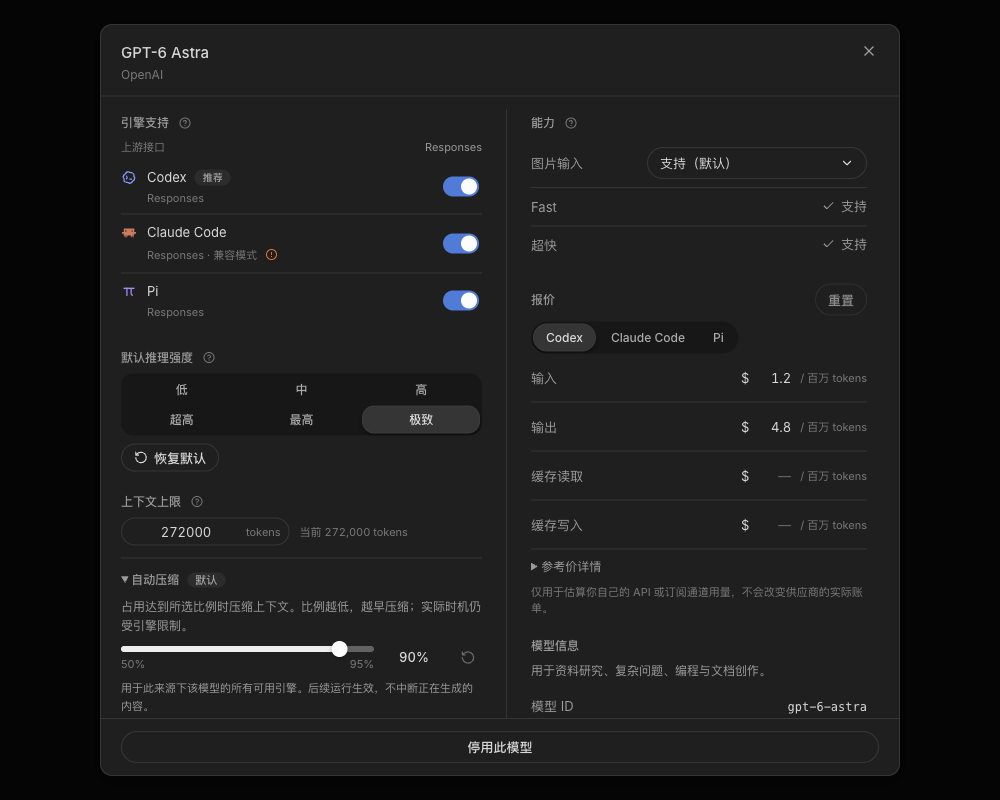 GPT-6 Astra
OpenAI
引擎支持
上游接口 Responses
Codex 推荐
Responses
Claude Code
Responses · 兼容模式
Pi
Responses
默认推理强度
低 中 高
超高 最高 极致
恢复默认
上下文上限
272000 tokens 当前 272,000 tokens
自动压缩 默认
占用达到所选比例时压缩上下文。比例越低，越早压缩；实际时机仍
受引擎限制。
90%
50% 95%
用于此来源下该模型的所有可用引擎。后续运行生效，不中断正在生成的
内容。
能力
图片输入 支持（默认）
Fast 支持
超快 支持
报价 重置
Codex Claude Code Pi
输入 $ 1.2 / 百万 tokens
输出 $ 4.8 / 百万 tokens
缓存读取 $ — / 百万 tokens
缓存写入 $ — / 百万 tokens
参考价详情
仅用于估算你自己的 API 或订阅通道用量，不会改变供应商的实际账
单。
模型信息
用于资料研究、复杂问题、编程与文档创作。
模型 ID gpt-6-astra
停用此模型